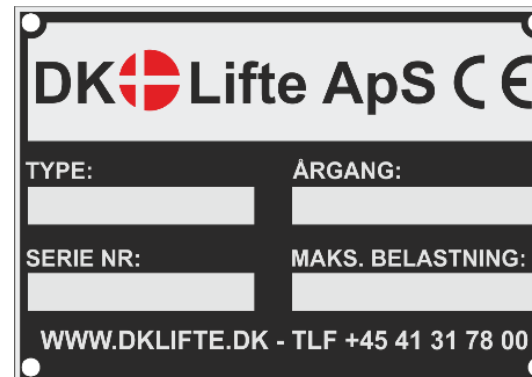 DK Lifte ApS CE
TYPE: ÅRGANG:
SERIE NR: MAKS. BELASTNING:
WWW.DKLIFTE.DK - TLF +45 41 31 78 00